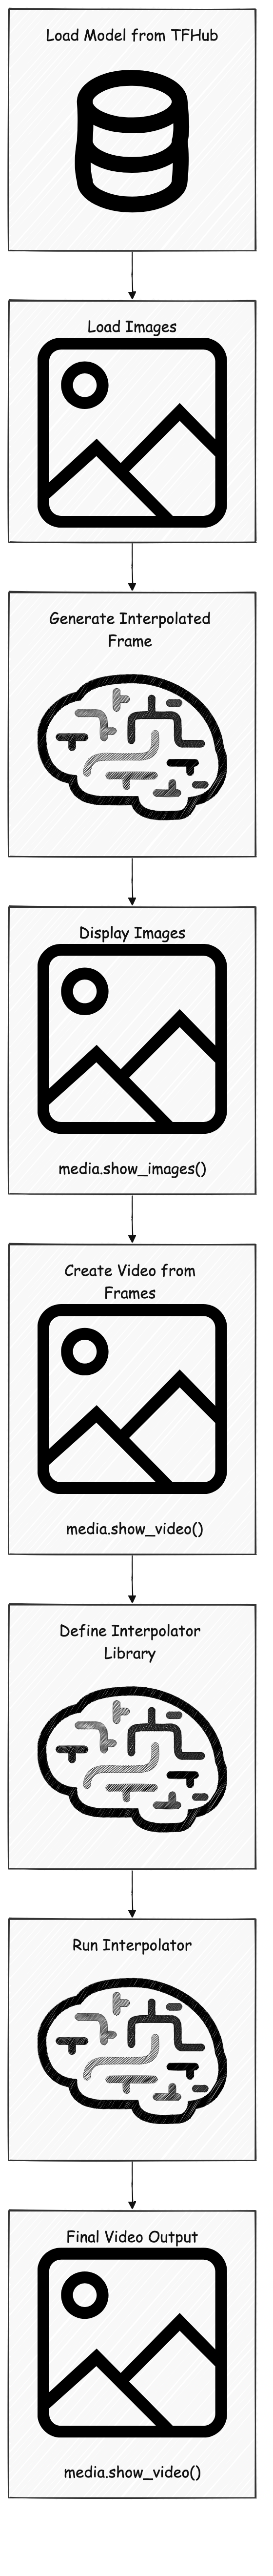 Load Model from TFHub
Load Images
Generate Interpolated
Frame
Display Images
media.show_images()
Create Video from
Frames
media.show_video()
Define Interpolator
Library
Run Interpolator
Final Video Output
media.show_video()